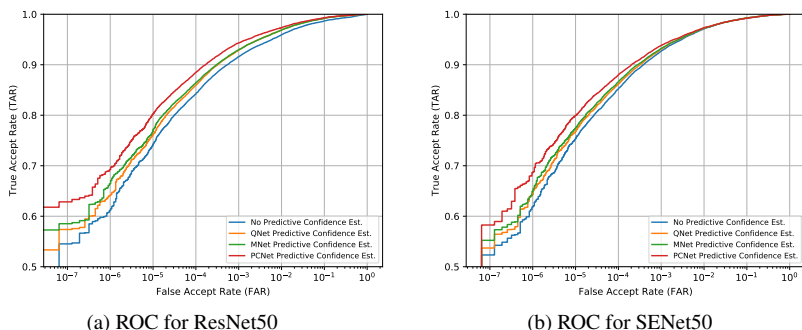 1.0
0.9
0.8
0.7
0.6
0.5
True Accept Rate (TAR)
No Predictive Confidence Est.
QNet Predictive Confidence Est.
MNet Predictive Confidence Est.
PCNet Predictive Confidence Est.
10⁻⁷ 10⁻⁶ 10⁻⁵ 10⁻⁴ 10⁻³ 10⁻² 10⁻¹ 10⁰
False Accept Rate (FAR)
(a) ROC for ResNet50
1.0
0.9
0.8
0.7
0.6
0.5
True Accept Rate (TAR)
No Predictive Confidence Est.
QNet Predictive Confidence Est.
MNet Predictive Confidence Est.
PCNet Predictive Confidence Est.
10⁻⁷ 10⁻⁶ 10⁻⁵ 10⁻⁴ 10⁻³ 10⁻² 10⁻¹ 10⁰
False Accept Rate (FAR)
(b) ROC for SENet50